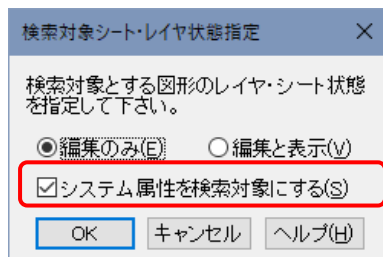 検索対象シート・レイヤ状態指定
検索対象とする図形のレイヤ・シート状態
を指定して下さい。
編集のみ(E) 編集と表示(V)
システム属性を検索対象にする(S)
OK キャンセル ヘルプ(H)